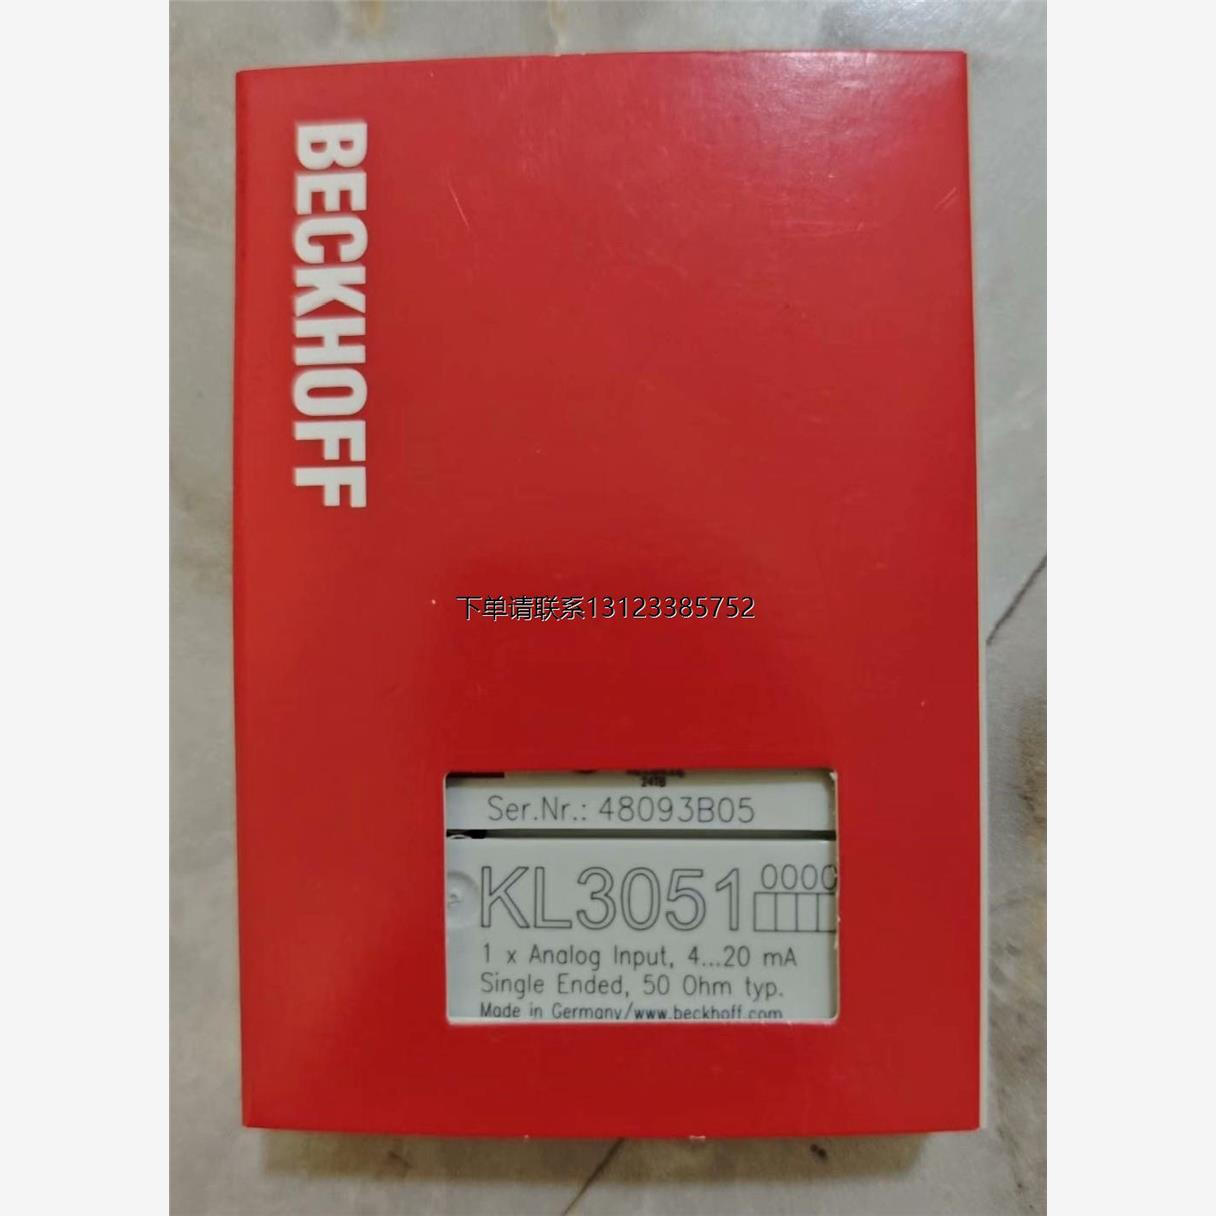 BECKHOFF
下单请联系13123385752
24TB
Ser.Nr.: 48093B05
KL3051
0000
1 x Analog Input, 4...20 mA
Single Ended, 50 Ohm typ.
Made in Germany/www.beckhoff.com